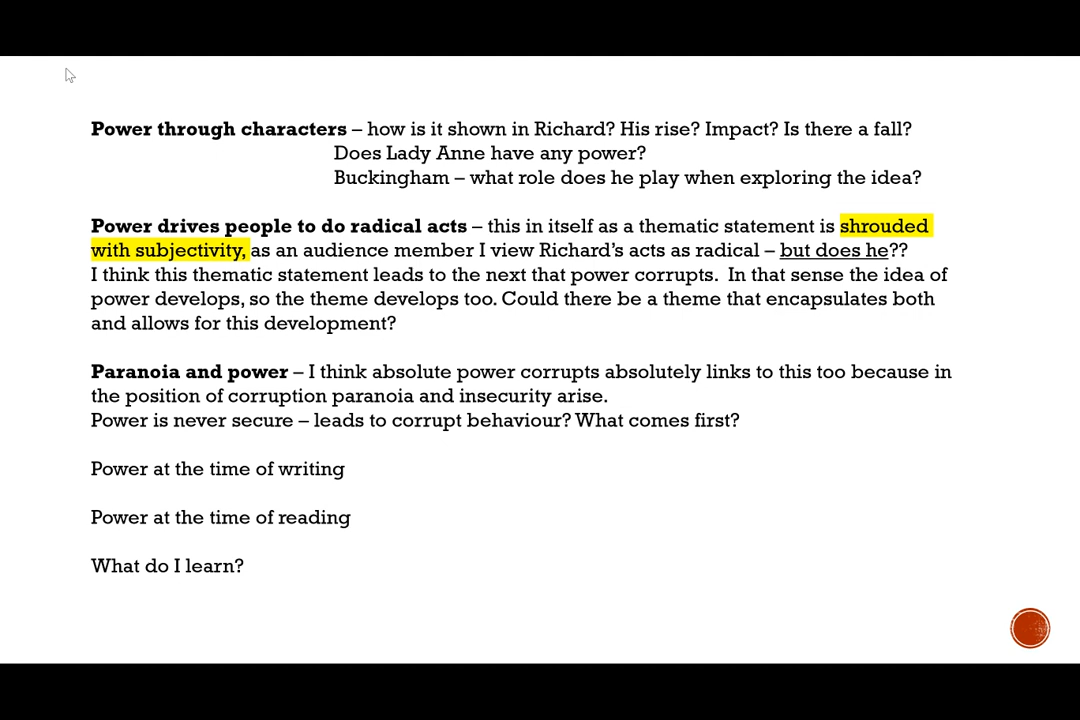 Power through characters – how is it shown in Richard? His rise? Impact? Is there a fall?
Does Lady Anne have any power?
Buckingham – what role does he play when exploring the idea?
Power drives people to do radical acts – this in itself as a thematic statement is shrouded
with subjectivity, as an audience member I view Richard's acts as radical – but does he??
I think this thematic statement leads to the next that power corrupts.  In that sense the idea of
power develops, so the theme develops too. Could there be a theme that encapsulates both
and allows for this development?
Paranoia and power – I think absolute power corrupts absolutely links to this too because in
the position of corruption paranoia and insecurity arise.
Power is never secure – leads to corrupt behaviour? What comes first?
Power at the time of writing
Power at the time of reading
What do I learn?